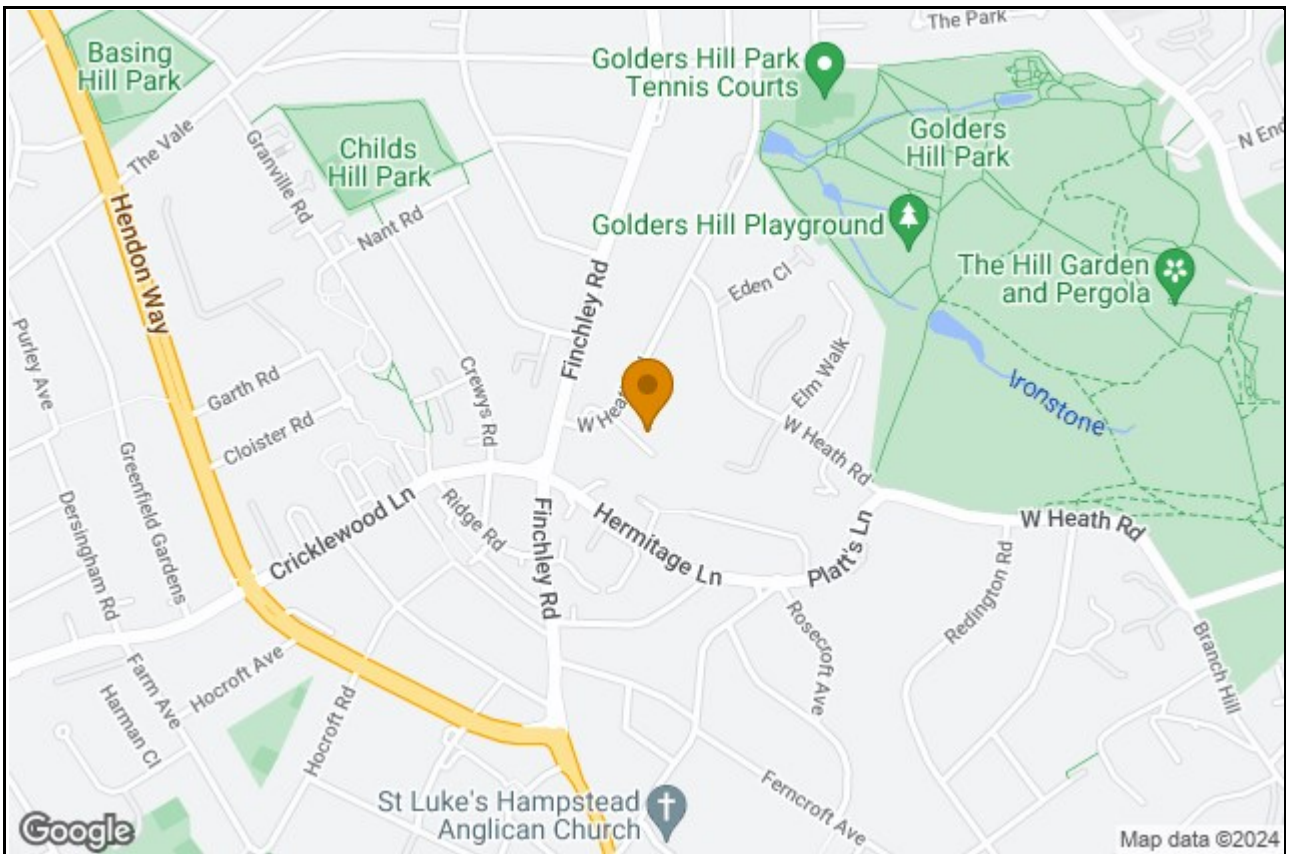 The Park
Basing
Hill Park
Golders Hill Park
Tennis Courts
Golders
Hill Park
N End
The Vale
Granville Rd
Childs
Hill Park
Nant Rd
Hendon Way
Golders Hill Playground
The Hill Garden
and Pergola
Eden Cl
Finchley Rd
Purley Ave
Garth Rd
Crewys Rd
W Hea
Elm Walk
Ironstone
Cloister Rd
W Heath Rd
Greenfield Gardens
Dersingham Rd
Cricklewood Ln
Ridge Rd
Finchley Rd
Hermitage Ln
Platt's Ln
W Heath Rd
Redington Rd
Rosecroft Ave
Branch Hill
Farm Ave
Harman Cl
Hocroft Ave
Hocroft Rd
Ferncroft Ave
St Luke's Hampstead
Anglican Church
Google
Map data ©2024